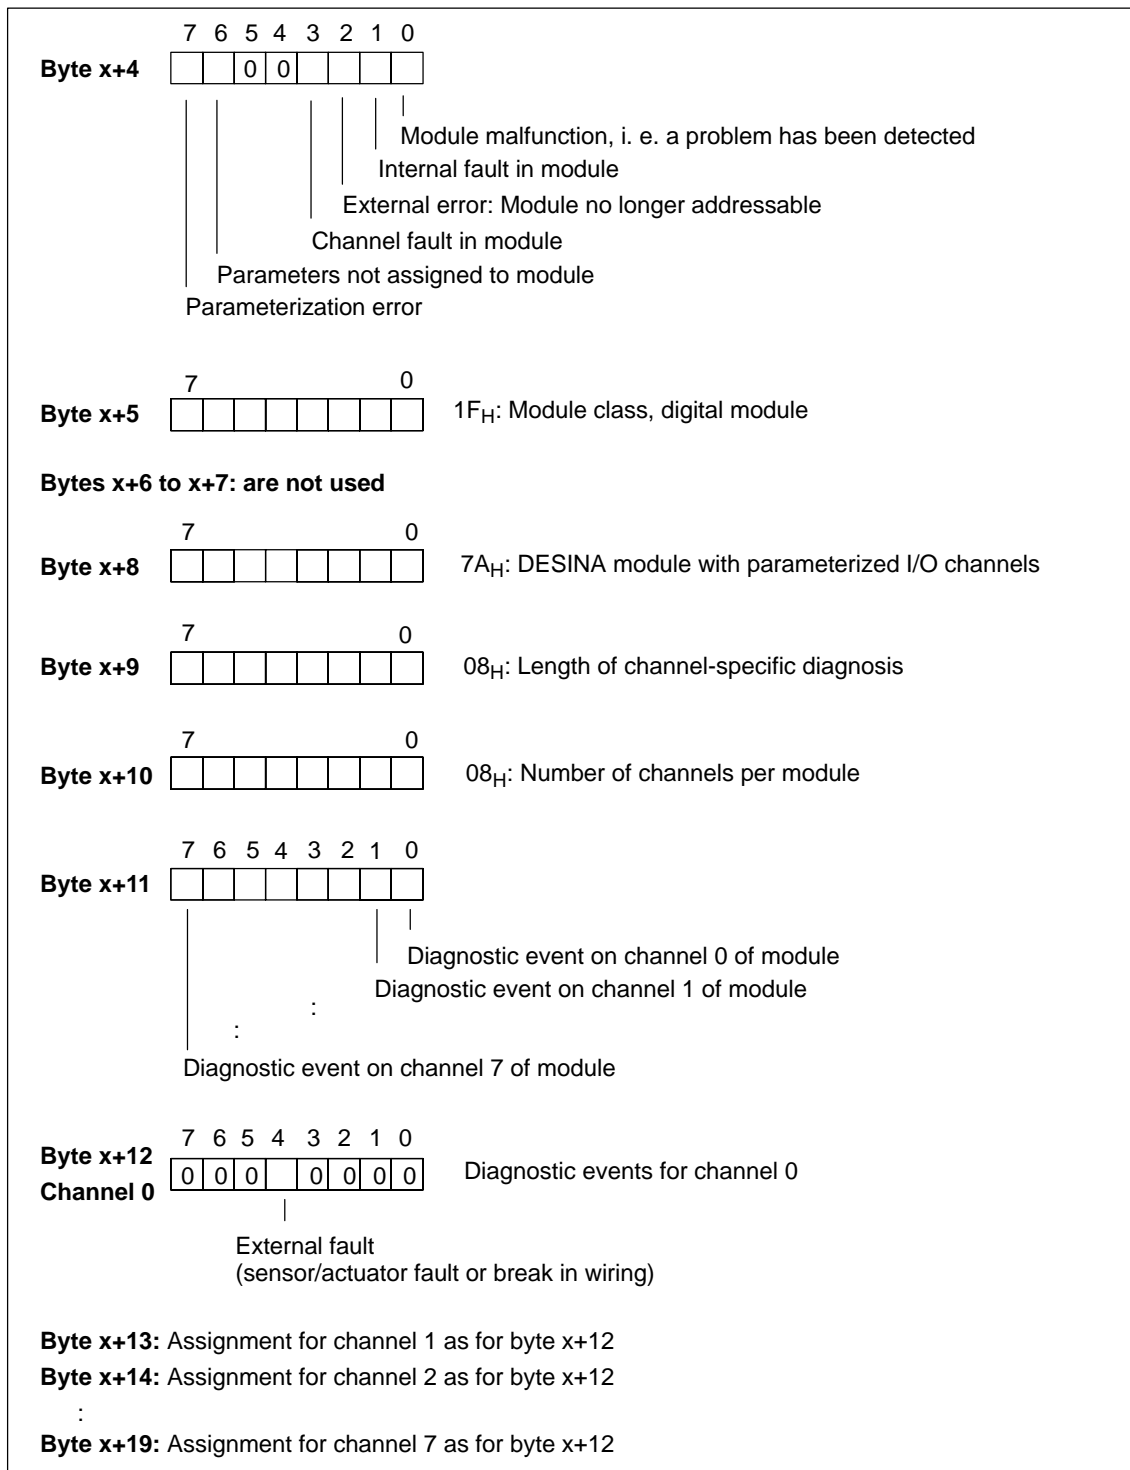 7 6 5 4 3 2 1 0
Byte x+4 0 0
Module malfunction, i. e. a problem has been detected
Internal fault in module
External error: Module no longer addressable
Channel fault in module
Parameters not assigned to module
Parameterization error
7 0
Byte x+5 1FH: Module class, digital module
Bytes x+6 to x+7: are not used
7 0
Byte x+8 7AH: DESINA module with parameterized I/O channels
7 0
Byte x+9 08H: Length of channel-specific diagnosis
7 0
Byte x+10 08H: Number of channels per module
7 6 5 4 3 2 1 0
Byte x+11
Diagnostic event on channel 0 of module
Diagnostic event on channel 1 of module
:
:
Diagnostic event on channel 7 of module
7 6 5 4 3 2 1 0
Byte x+12
0 0 0 0 0 0 0 Diagnostic events for channel 0
Channel 0
External fault
(sensor/actuator fault or break in wiring)
Byte x+13: Assignment for channel 1 as for byte x+12
Byte x+14: Assignment for channel 2 as for byte x+12
:
Byte x+19: Assignment for channel 7 as for byte x+12